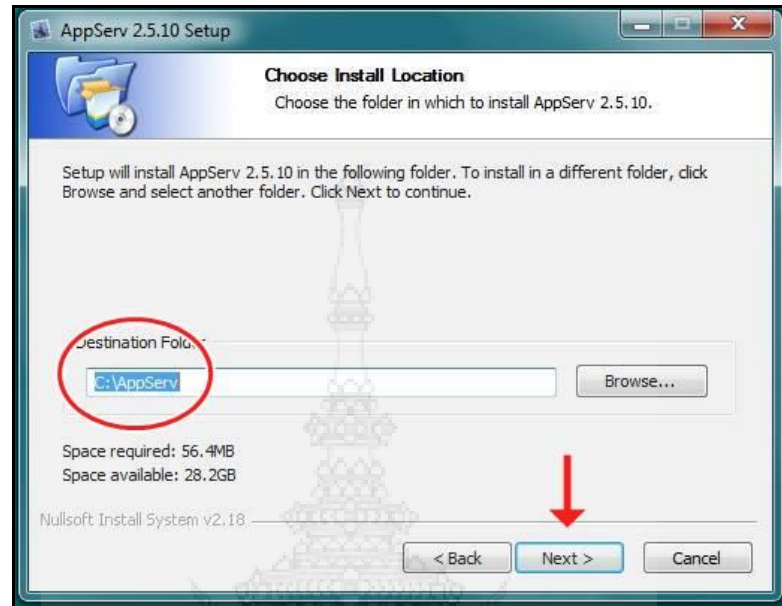 AppServ 2.5.10 Setup
Choose Install Location
Choose the folder in which to install AppServ 2.5.10.
Setup will install AppServ 2.5.10 in the following folder. To install in a different folder, click
Browse and select another folder. Click Next to continue.
Destination Folder
C:\AppServ
Browse...
Space required: 56.4MB
Space available: 28.2GB
Nullsoft Install System v2.18
< Back
Next >
Cancel